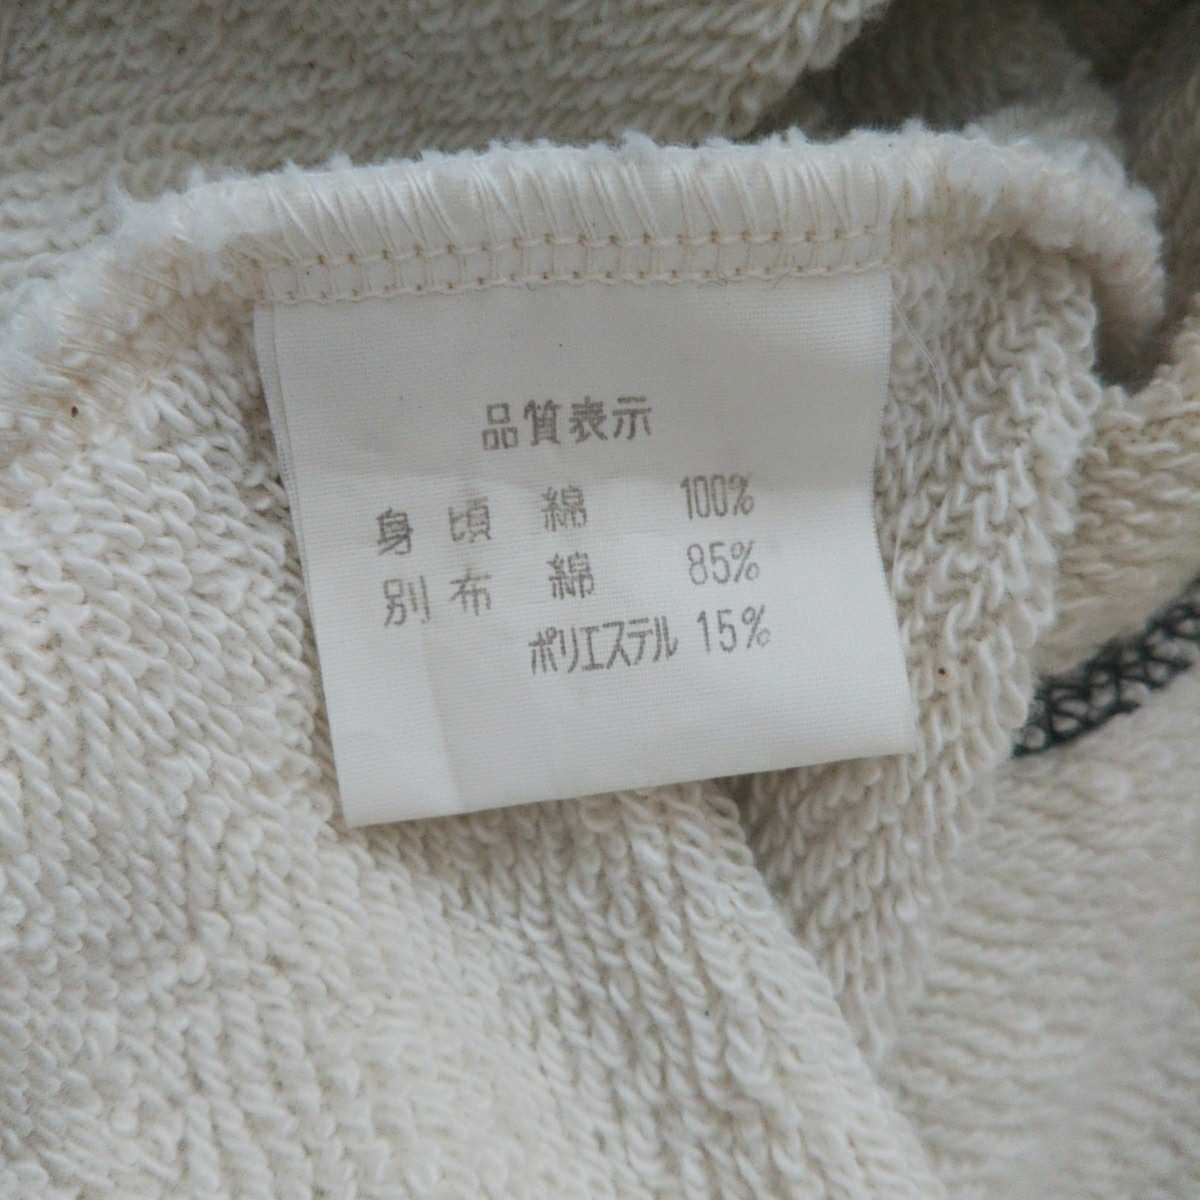 品質表示
身頃 綿 100%
別布 綿 85%
ポリエステル 15%